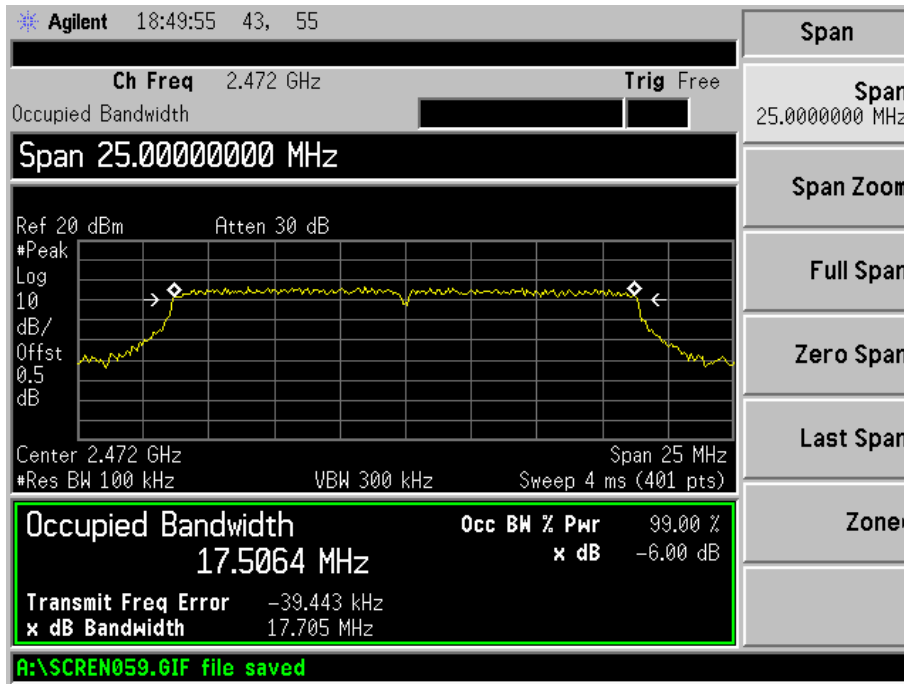 Agilent 18:49:55 43, 55
Ch Freq 2.472 GHz Trig Free
Occupied Bandwidth
Span 25.00000000 MHz
Ref 20 dBm Atten 30 dB
#Peak
Log
10
dB/
Offst
0.5
dB
Center 2.472 GHz Span 25 MHz
#Res BW 100 kHz VBW 300 kHz Sweep 4 ms (401 pts)
Occupied Bandwidth
17.5064 MHz
Occ BW % Pwr 99.00 %
x dB -6.00 dB
Transmit Freq Error -39.443 kHz
x dB Bandwidth 17.705 MHz
A:\SCREN059.GIF file saved
Span
Span
25.0000000 MHz
Span Zoom
Full Span
Zero Span
Last Span